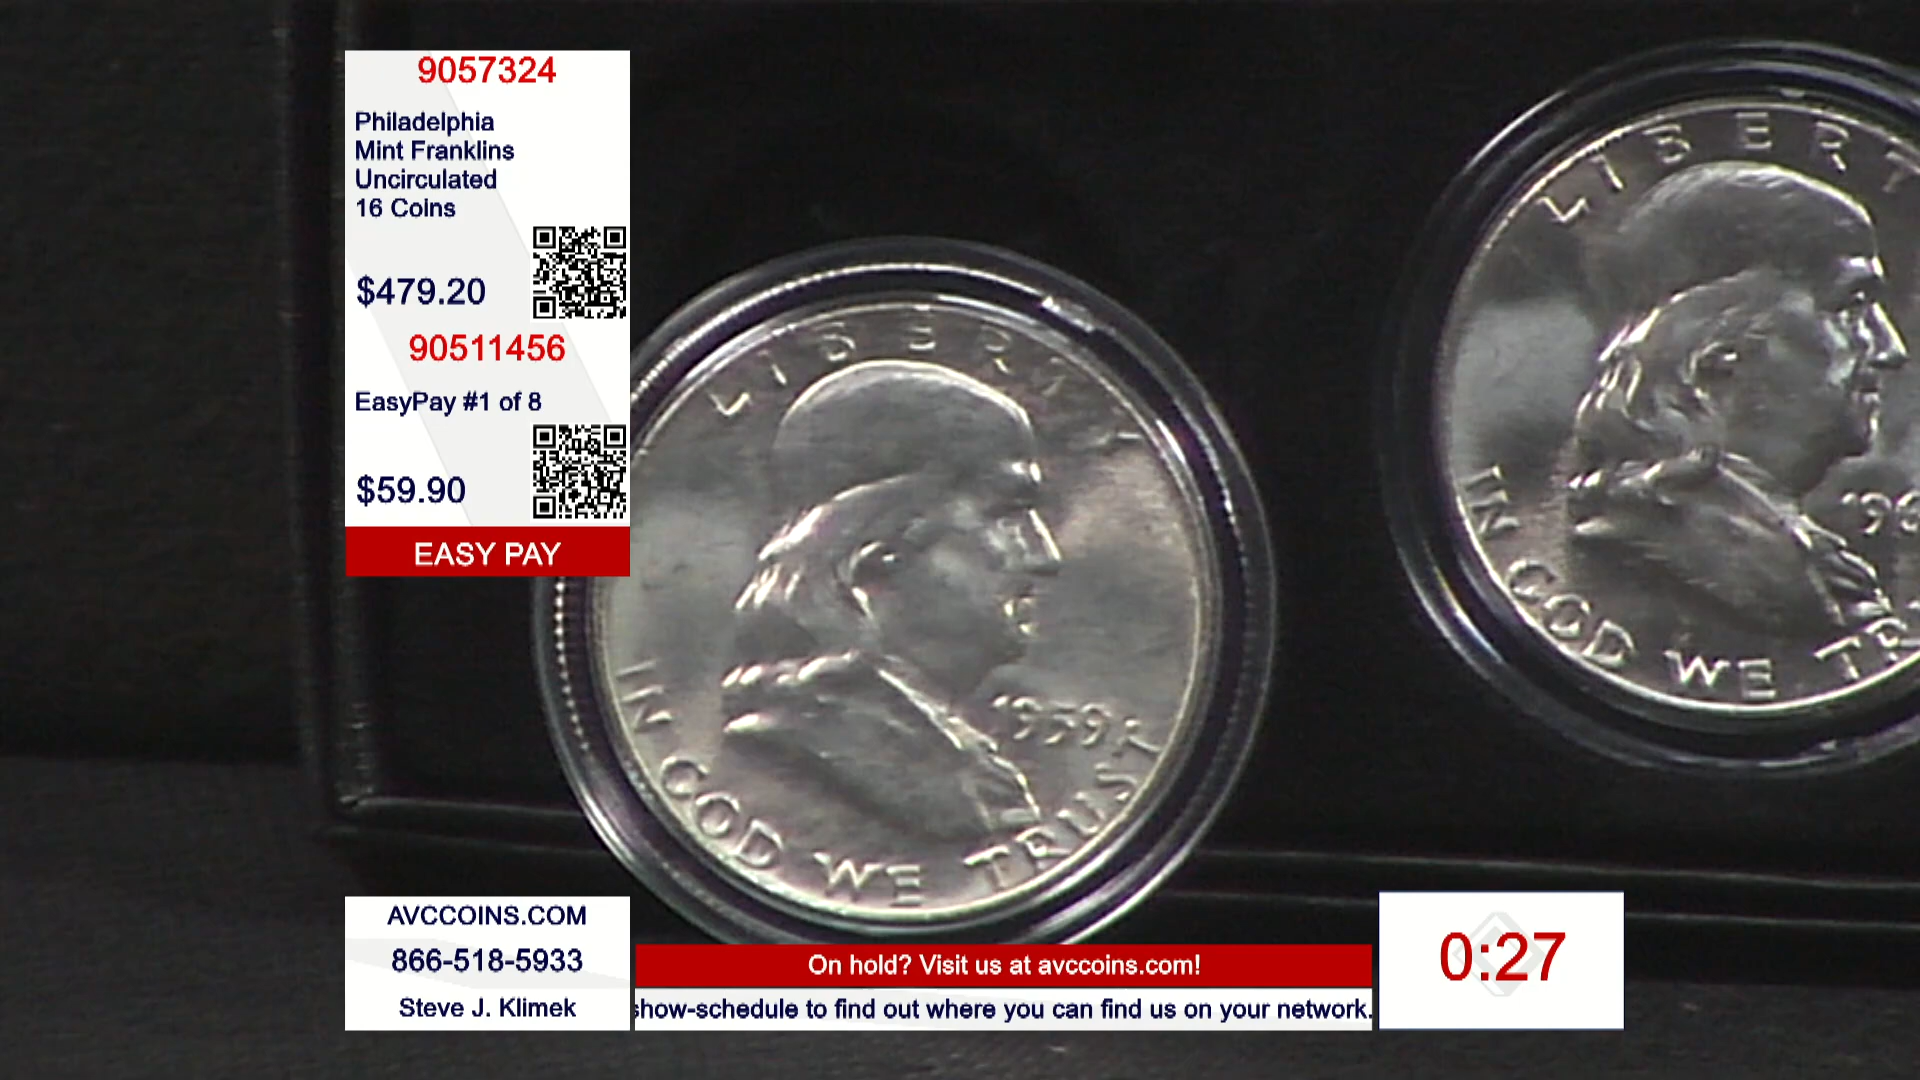 9057324
Philadelphia
Mint Franklins
Uncirculated
16 Coins
$479.20
90511456
EasyPay #1 of 8
$59.90
EASY PAY
LIBERTY
1959
IN GOD WE TRUST
LIBERT
IN GOD WE TR
AVCCOINS.COM
866-518-5933
Steve J. Klimek
On hold? Visit us at avccoins.com!
show-schedule to find out where you can find us on your network.
0:27